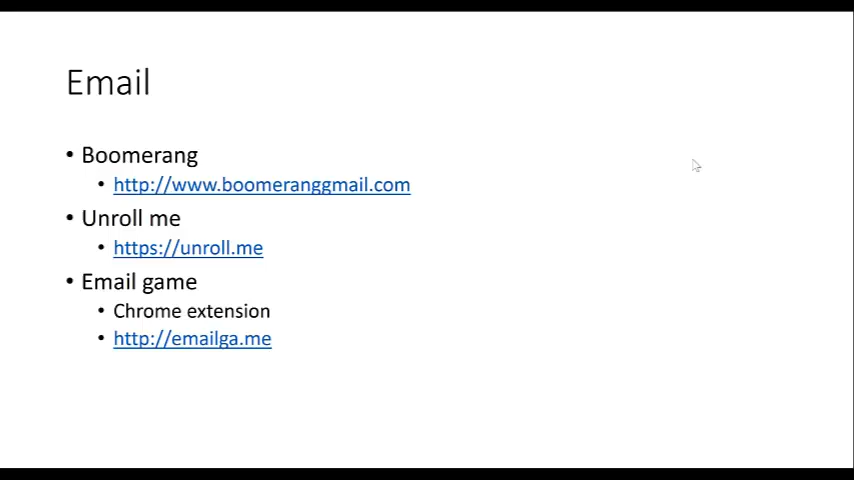 Email
• Boomerang
• http://www.boomeranggmail.com
• Unroll me
• https://unroll.me
• Email game
• Chrome extension
• http://emailga.me